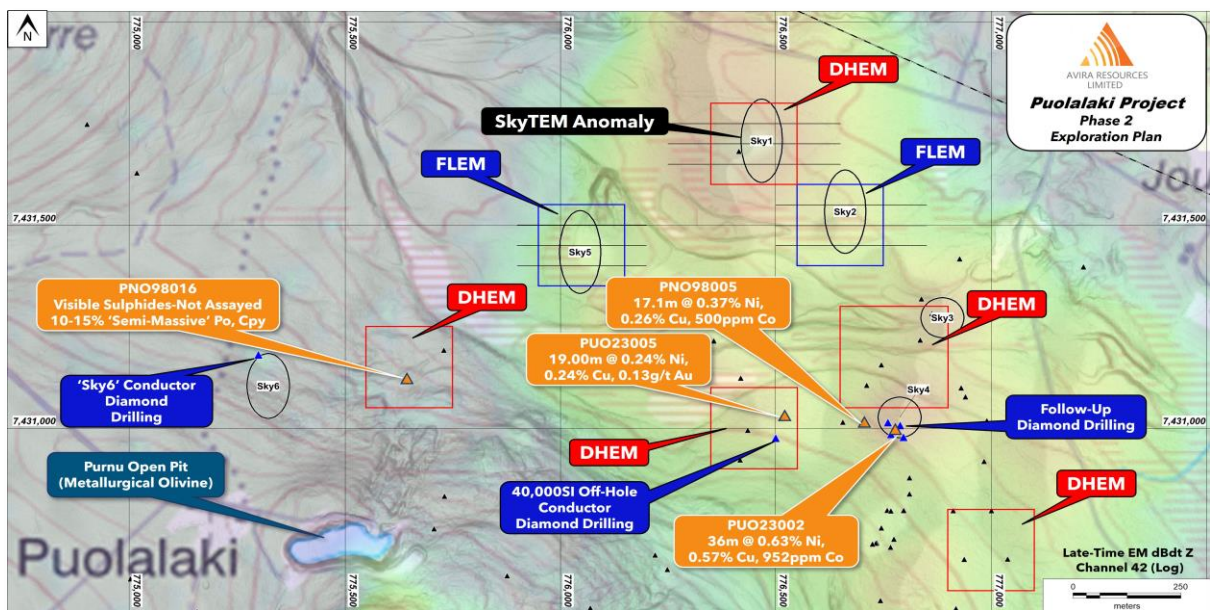 N
775,000
775,500
776,000
776,500
777,000
AVIRA RESOURCES
LIMITED
Puolalaki Project
Phase 2
Exploration Plan
DHEM
SkyTEM Anomaly
Sky1
FLEM
FLEM
Sky2
Jou
7,431,500
7,431,500
Sky5
PNO98016
Visible Sulphides-Not Assayed
10-15% ‘Semi-Massive’ Po, Cpy
DHEM
PNO98005
17.1m @ 0.37% Ni,
0.26% Cu, 500ppm Co
DHEM
Sky3
PUO23005
19.00m @ 0.24% Ni,
0.24% Cu, 0.13g/t Au
Sky4
Sky6
‘Sky6’ Conductor
Diamond
Drilling
7,431,000
7,431,000
Follow-Up
Diamond Drilling
DHEM
Purnu Open Pit
(Metallurgical Olivine)
40,000SI Off-Hole
Conductor
Diamond Drilling
DHEM
PUO23002
36m @ 0.63% Ni,
0.57% Cu, 952ppm Co
Puolalaki
Late-Time EM dBdt Z
Channel 42 (Log)
0 250
meters
775,000
775,500
776,000
776,500
777,000